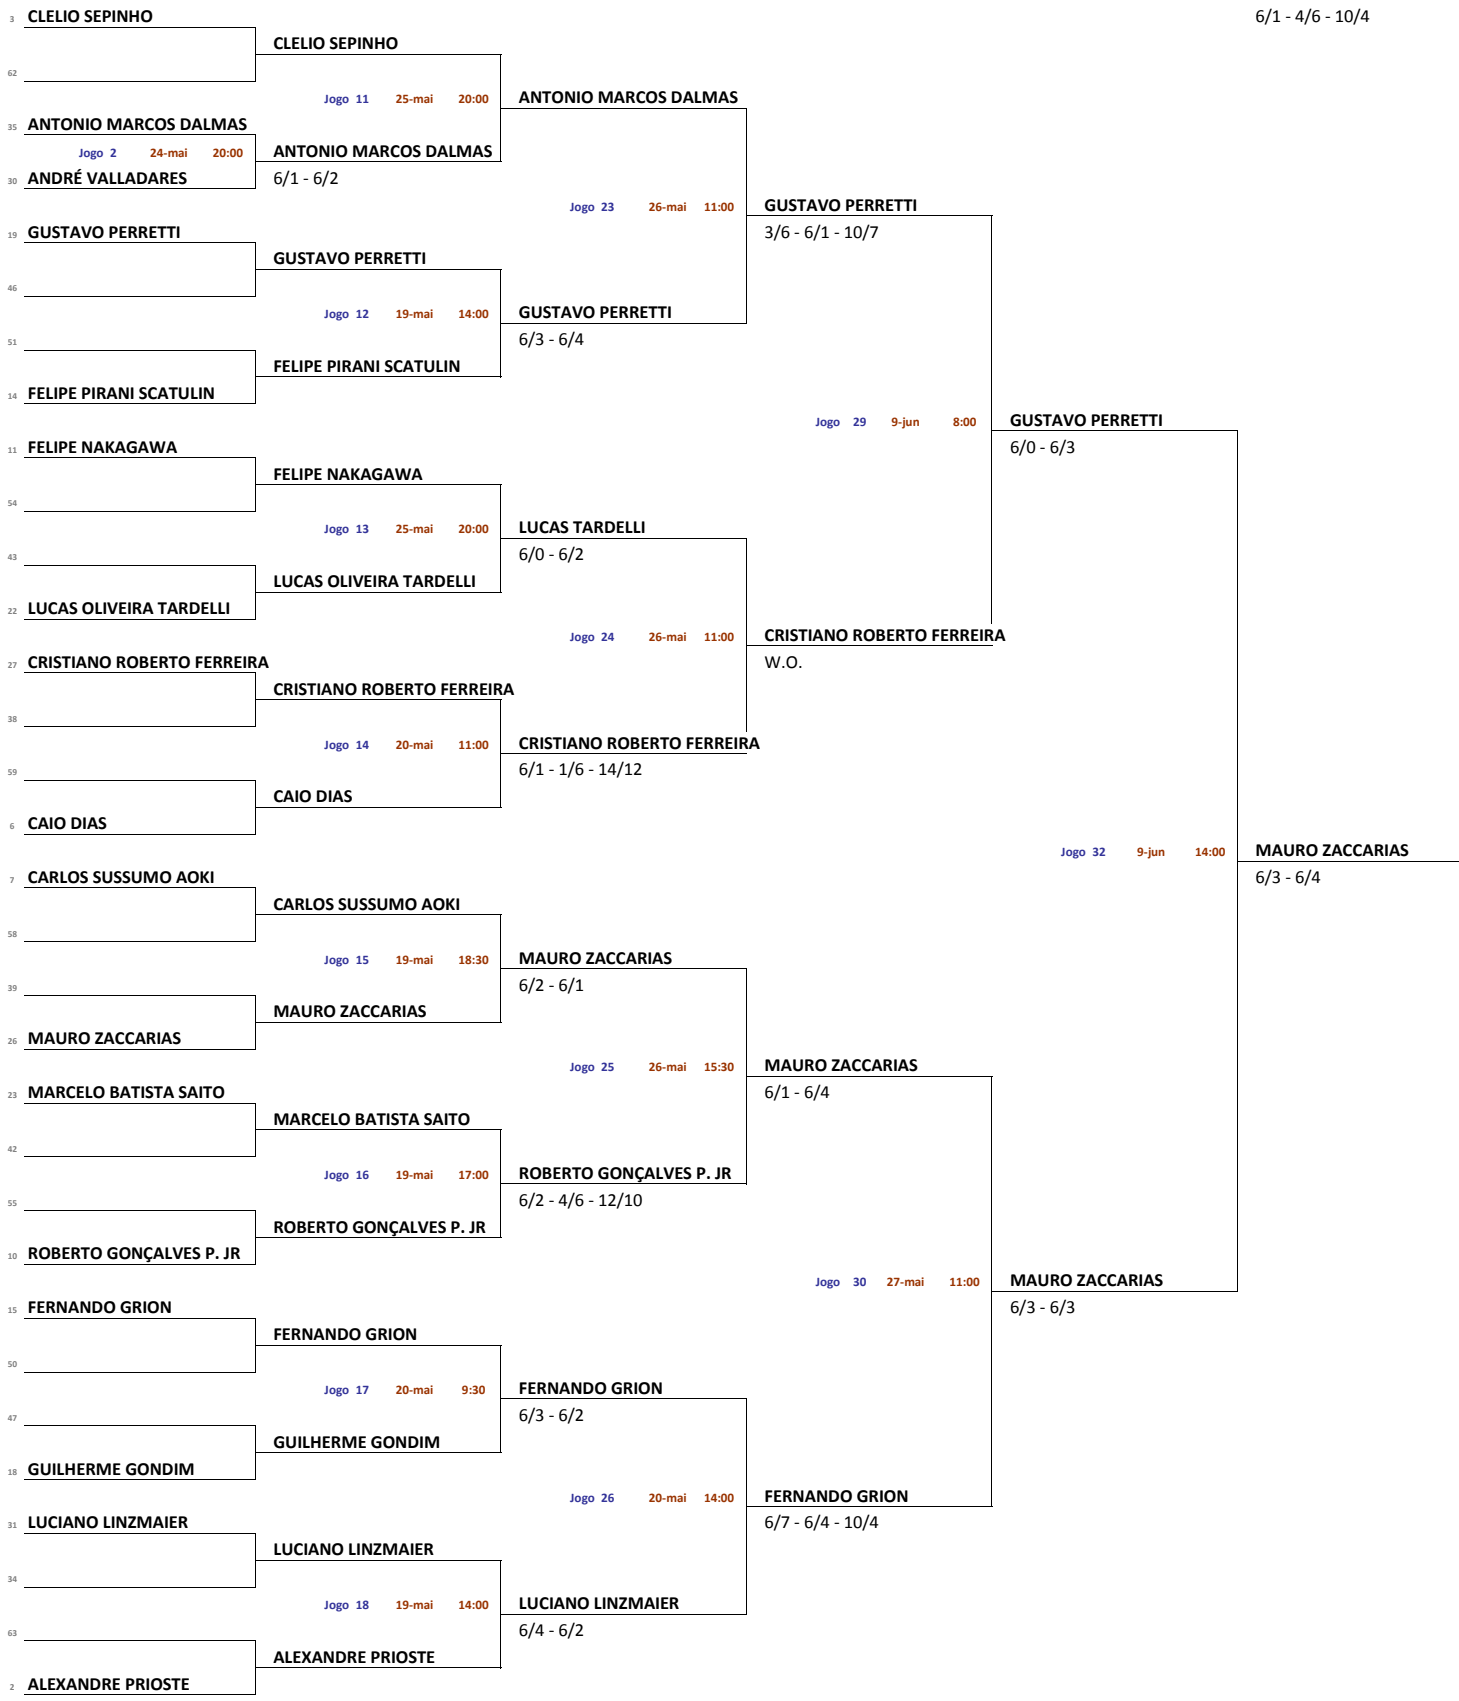 3 CLELIO SEPINHO
6/1 - 4/6 - 10/4
CLELIO SEPINHO
62
Jogo 11 25-mai 20:00 ANTONIO MARCOS DALMAS
35 ANTONIO MARCOS DALMAS
Jogo 2 24-mai 20:00 ANTONIO MARCOS DALMAS
30 ANDRÉ VALLADARES 6/1 - 6/2
Jogo 23 26-mai 11:00 GUSTAVO PERRETTI
19 GUSTAVO PERRETTI 3/6 - 6/1 - 10/7
GUSTAVO PERRETTI
46
Jogo 12 19-mai 14:00 GUSTAVO PERRETTI
51 6/3 - 6/4
FELIPE PIRANI SCATULIN
14 FELIPE PIRANI SCATULIN
Jogo 29 9-jun 8:00 GUSTAVO PERRETTI
11 FELIPE NAKAGAWA 6/0 - 6/3
FELIPE NAKAGAWA
54
Jogo 13 25-mai 20:00 LUCAS TARDELLI
43 6/0 - 6/2
LUCAS OLIVEIRA TARDELLI
22 LUCAS OLIVEIRA TARDELLI
Jogo 24 26-mai 11:00 CRISTIANO ROBERTO FERREIRA
27 CRISTIANO ROBERTO FERREIRA W.O.
CRISTIANO ROBERTO FERREIRA
38
Jogo 14 20-mai 11:00 CRISTIANO ROBERTO FERREIRA
59 6/1 - 1/6 - 14/12
CAIO DIAS
6 CAIO DIAS
Jogo 32 9-jun 14:00 MAURO ZACCARIAS
7 CARLOS SUSSUMO AOKI 6/3 - 6/4
CARLOS SUSSUMO AOKI
58
Jogo 15 19-mai 18:30 MAURO ZACCARIAS
39 6/2 - 6/1
MAURO ZACCARIAS
26 MAURO ZACCARIAS
Jogo 25 26-mai 15:30 MAURO ZACCARIAS
23 MARCELO BATISTA SAITO 6/1 - 6/4
MARCELO BATISTA SAITO
42
Jogo 16 19-mai 17:00 ROBERTO GONÇALVES P. JR
55 6/2 - 4/6 - 12/10
ROBERTO GONÇALVES P. JR
10 ROBERTO GONÇALVES P. JR
Jogo 30 27-mai 11:00 MAURO ZACCARIAS
15 FERNANDO GRION 6/3 - 6/3
FERNANDO GRION
50
Jogo 17 20-mai 9:30 FERNANDO GRION
47 6/3 - 6/2
GUILHERME GONDIM
18 GUILHERME GONDIM
Jogo 26 20-mai 14:00 FERNANDO GRION
31 LUCIANO LINZMAIER 6/7 - 6/4 - 10/4
LUCIANO LINZMAIER
34
Jogo 18 19-mai 14:00 LUCIANO LINZMAIER
63 6/4 - 6/2
ALEXANDRE PRIOSTE
2 ALEXANDRE PRIOSTE